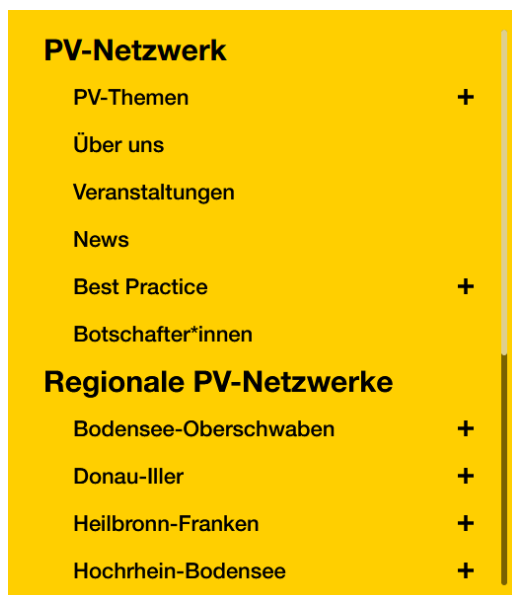 PV-Netzwerk
PV-Themen +
Über uns
Veranstaltungen
News
Best Practice +
Botschafter*innen
Regionale PV-Netzwerke
Bodensee-Oberschwaben +
Donau-Iller +
Heilbronn-Franken +
Hochrhein-Bodensee +